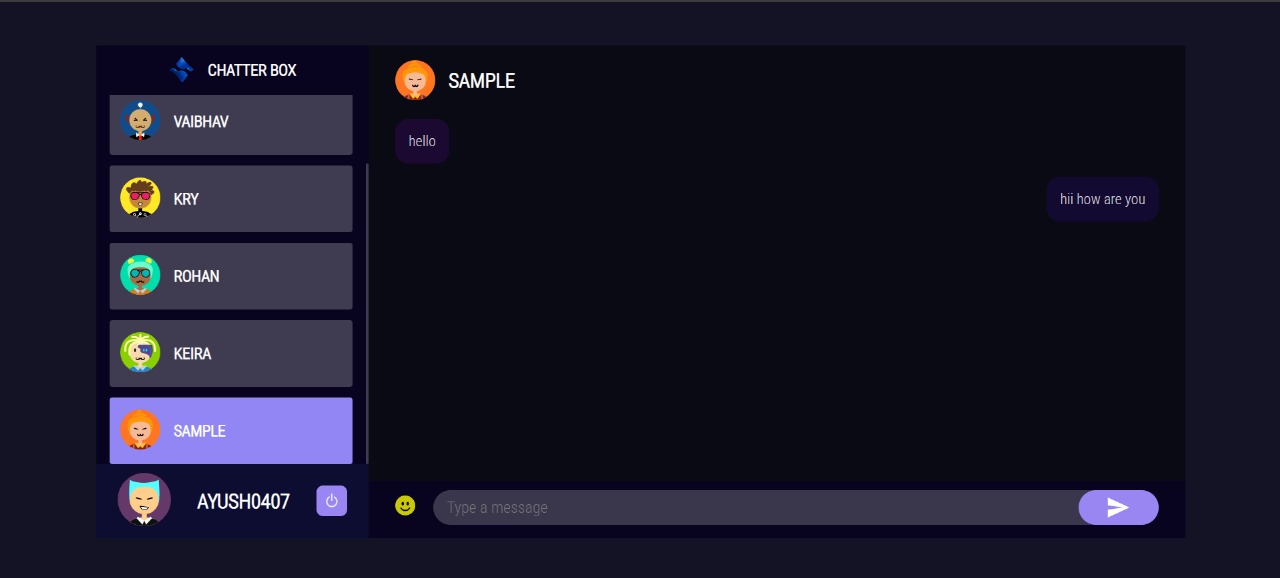 CHATTER BOX
VAIBHAV
KRY
ROHAN
KEIRA
SAMPLE
AYUSH0407
SAMPLE
hello
hii how are you
Type a message